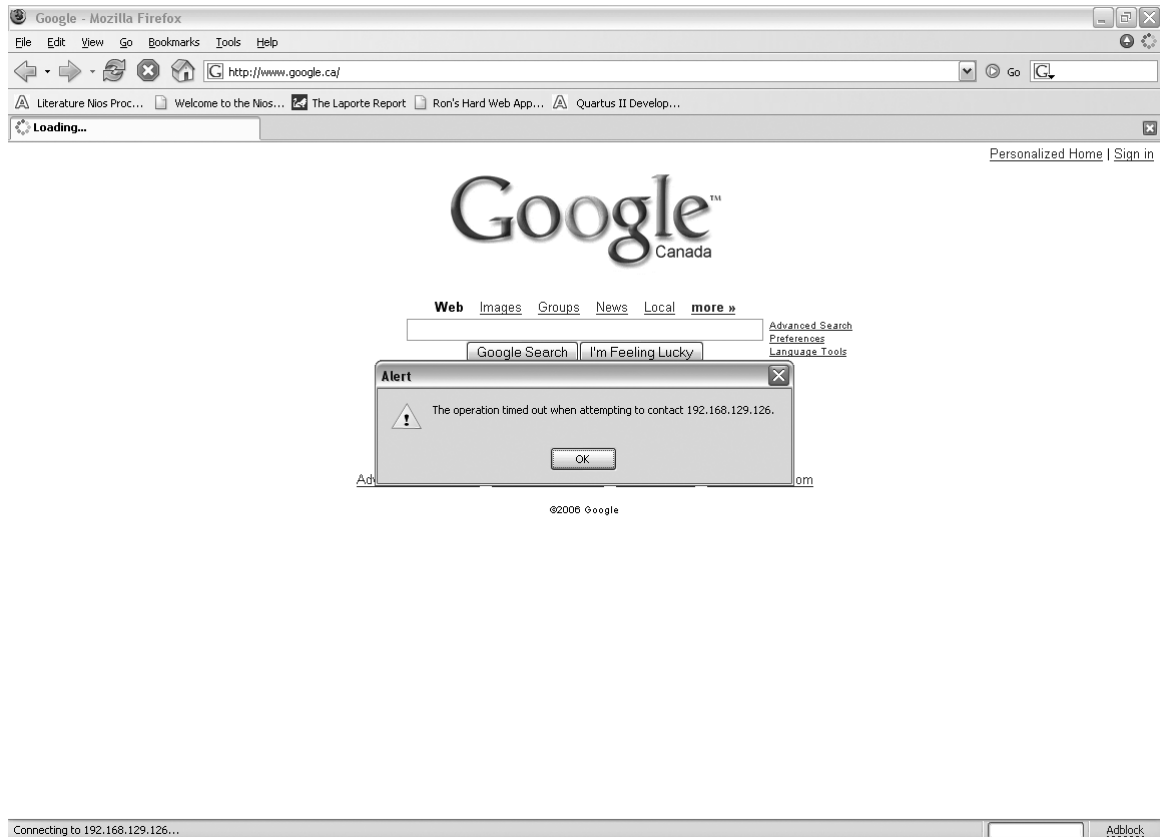 Google - Mozilla Firefox
File Edit View Go Bookmarks Tools Help
http://www.google.ca/ Go
Literature Nios Proc... Welcome to the Nios... The Laporte Report Ron's Hard Web App... Quartus II Develop...
Loading...
Personalized Home | Sign in
Google™
Canada
Web Images Groups News Local more »
Advanced Search
Preferences
Language Tools
Google Search I'm Feeling Lucky
Alert
The operation timed out when attempting to contact 192.168.129.126.
OK
©2006 Google
Connecting to 192.168.129.126... Adblock